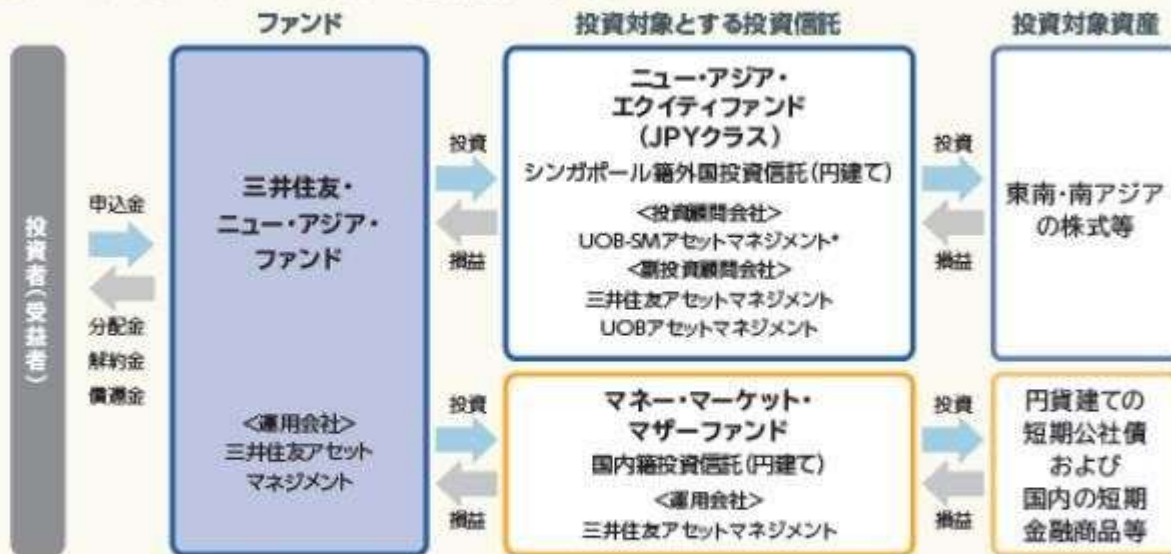 ファンド
投資対象とする投資信託
投資対象資産
投資者(受益者)
申込金
分配金
解約金
償還金
三井住友・
ニュー・アジア・
ファンド
<運用会社>
三井住友アセット
マネジメント
投資
損益
ニュー・アジア・
エクイティファンド
(JPYクラス)
シンガポール籍外国投資信託(円建て)
<投資顧問会社>
UOB-SMアセットマネジメント*
<副投資顧問会社>
三井住友アセットマネジメント
UOBアセットマネジメント
投資
損益
東南・南アジア
の株式等
投資
損益
マネー・マーケット・
マザーファンド
国内籍投資信託(円建て)
<運用会社>
三井住友アセットマネジメント
投資
損益
円貨建ての
短期公社債
および
国内の短期
金融商品等